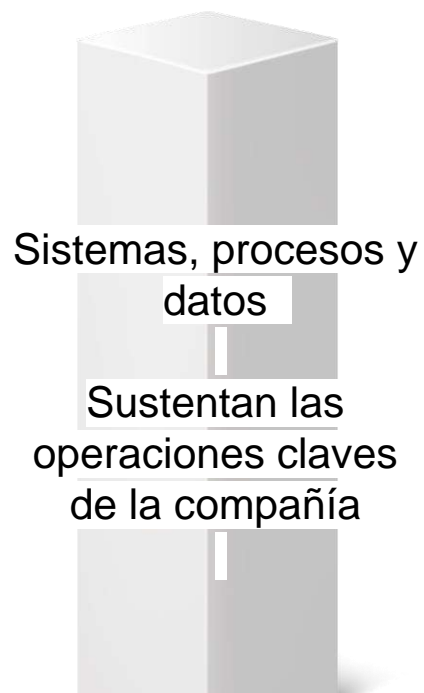 Sistemas, procesos y
datos
Sustentan las
operaciones claves
de la compañía